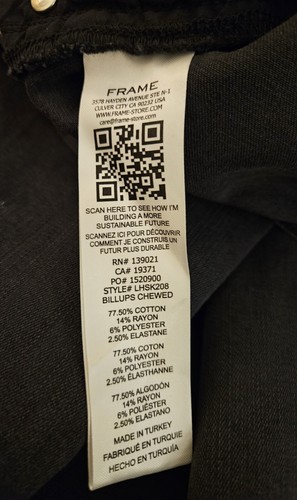 FRAME
3578 HAYDEN AVENUE STE N-1
CULVER CITY CA 90232 USA
WWW.FRAME-STORE.COM
care@frame-store.com
SCAN HERE TO SEE HOW I'M
BUILDING A MORE
SUSTAINABLE FUTURE
SCANNEZ ICI POUR DÉCOUVRIR
COMMENT JE CONSTRUIS UN
FUTUR PLUS DURABLE
RN# 139021
CA# 19371
PO# 1520900
STYLE# LHSK208
BILLUPS CHEWED
77.50% COTTON
14% RAYON
6% POLYESTER
2.50% ELASTANE
77.50% COTON
14% RAYON
6% POLYESTER
2.50% ÉLASTHANNE
77.50% ALGODÓN
14% RAYON
6% POLIÉSTER
2.50% ELASTANO
MADE IN TURKEY
FABRIQUÉ EN TURQUIE
HECHO EN TURQUÍA